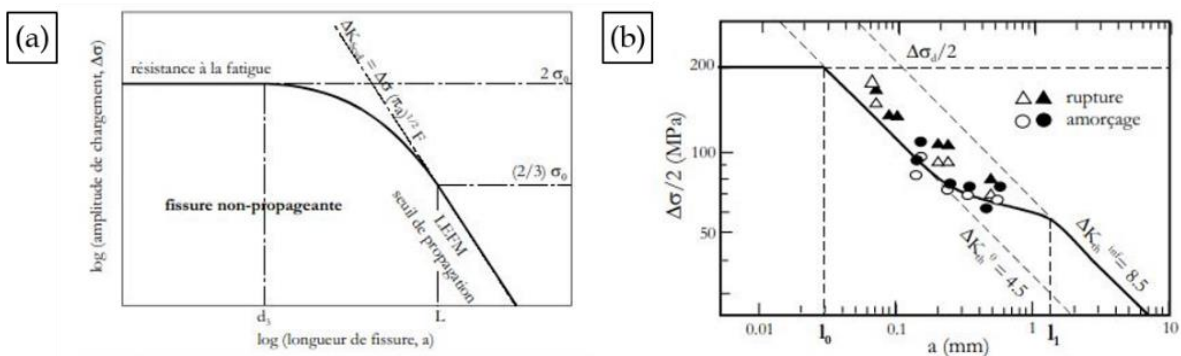 (a)
log (amplitude de chargement, Δσ)
résistance à la fatigue
2 σ₀
= Δσ (πa)^1/2 F
(2/3) σ₀
fissure non-propageante
LEFM
seuil de propagation
d₃
L
log (longueur de fissure, a)
(b)
Δσ/2 (MPa)
200
100
50
Δσd/2
rupture
amorçage
ΔKth⁰ = 4.5
ΔKth^inf = 8.5
0.01
l₀
0.1
1
l₁
10
a (mm)